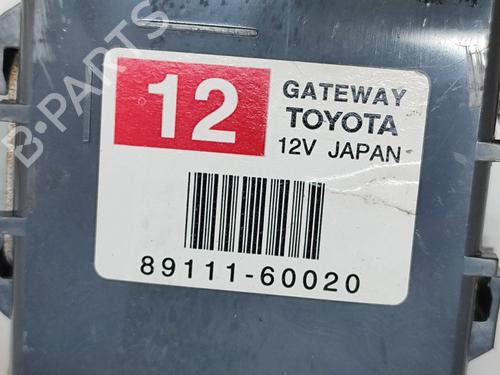 B-PARTS
12
GATEWAY
TOYOTA
12V JAPAN
89111-60020